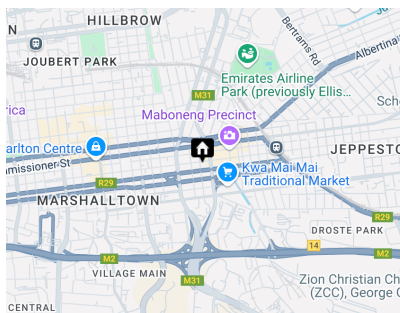 HILLBROW
N
Bertrams Rd
JOUBERT PARK
Albertina
Emirates Airline
Park (previously Ellis...
M31
Sch
rica
Maboneng Precinct
arlton Centre
JEPPESTO
mmissioner St
Kwa Mai Mai
Traditional Market
R29
MARSHALLTOWN
R29
DROSTE PARK
14
M2
M2
VILLAGE MAIN
M31
Zion Christian Ch
(ZCC), George G
CENTRAL